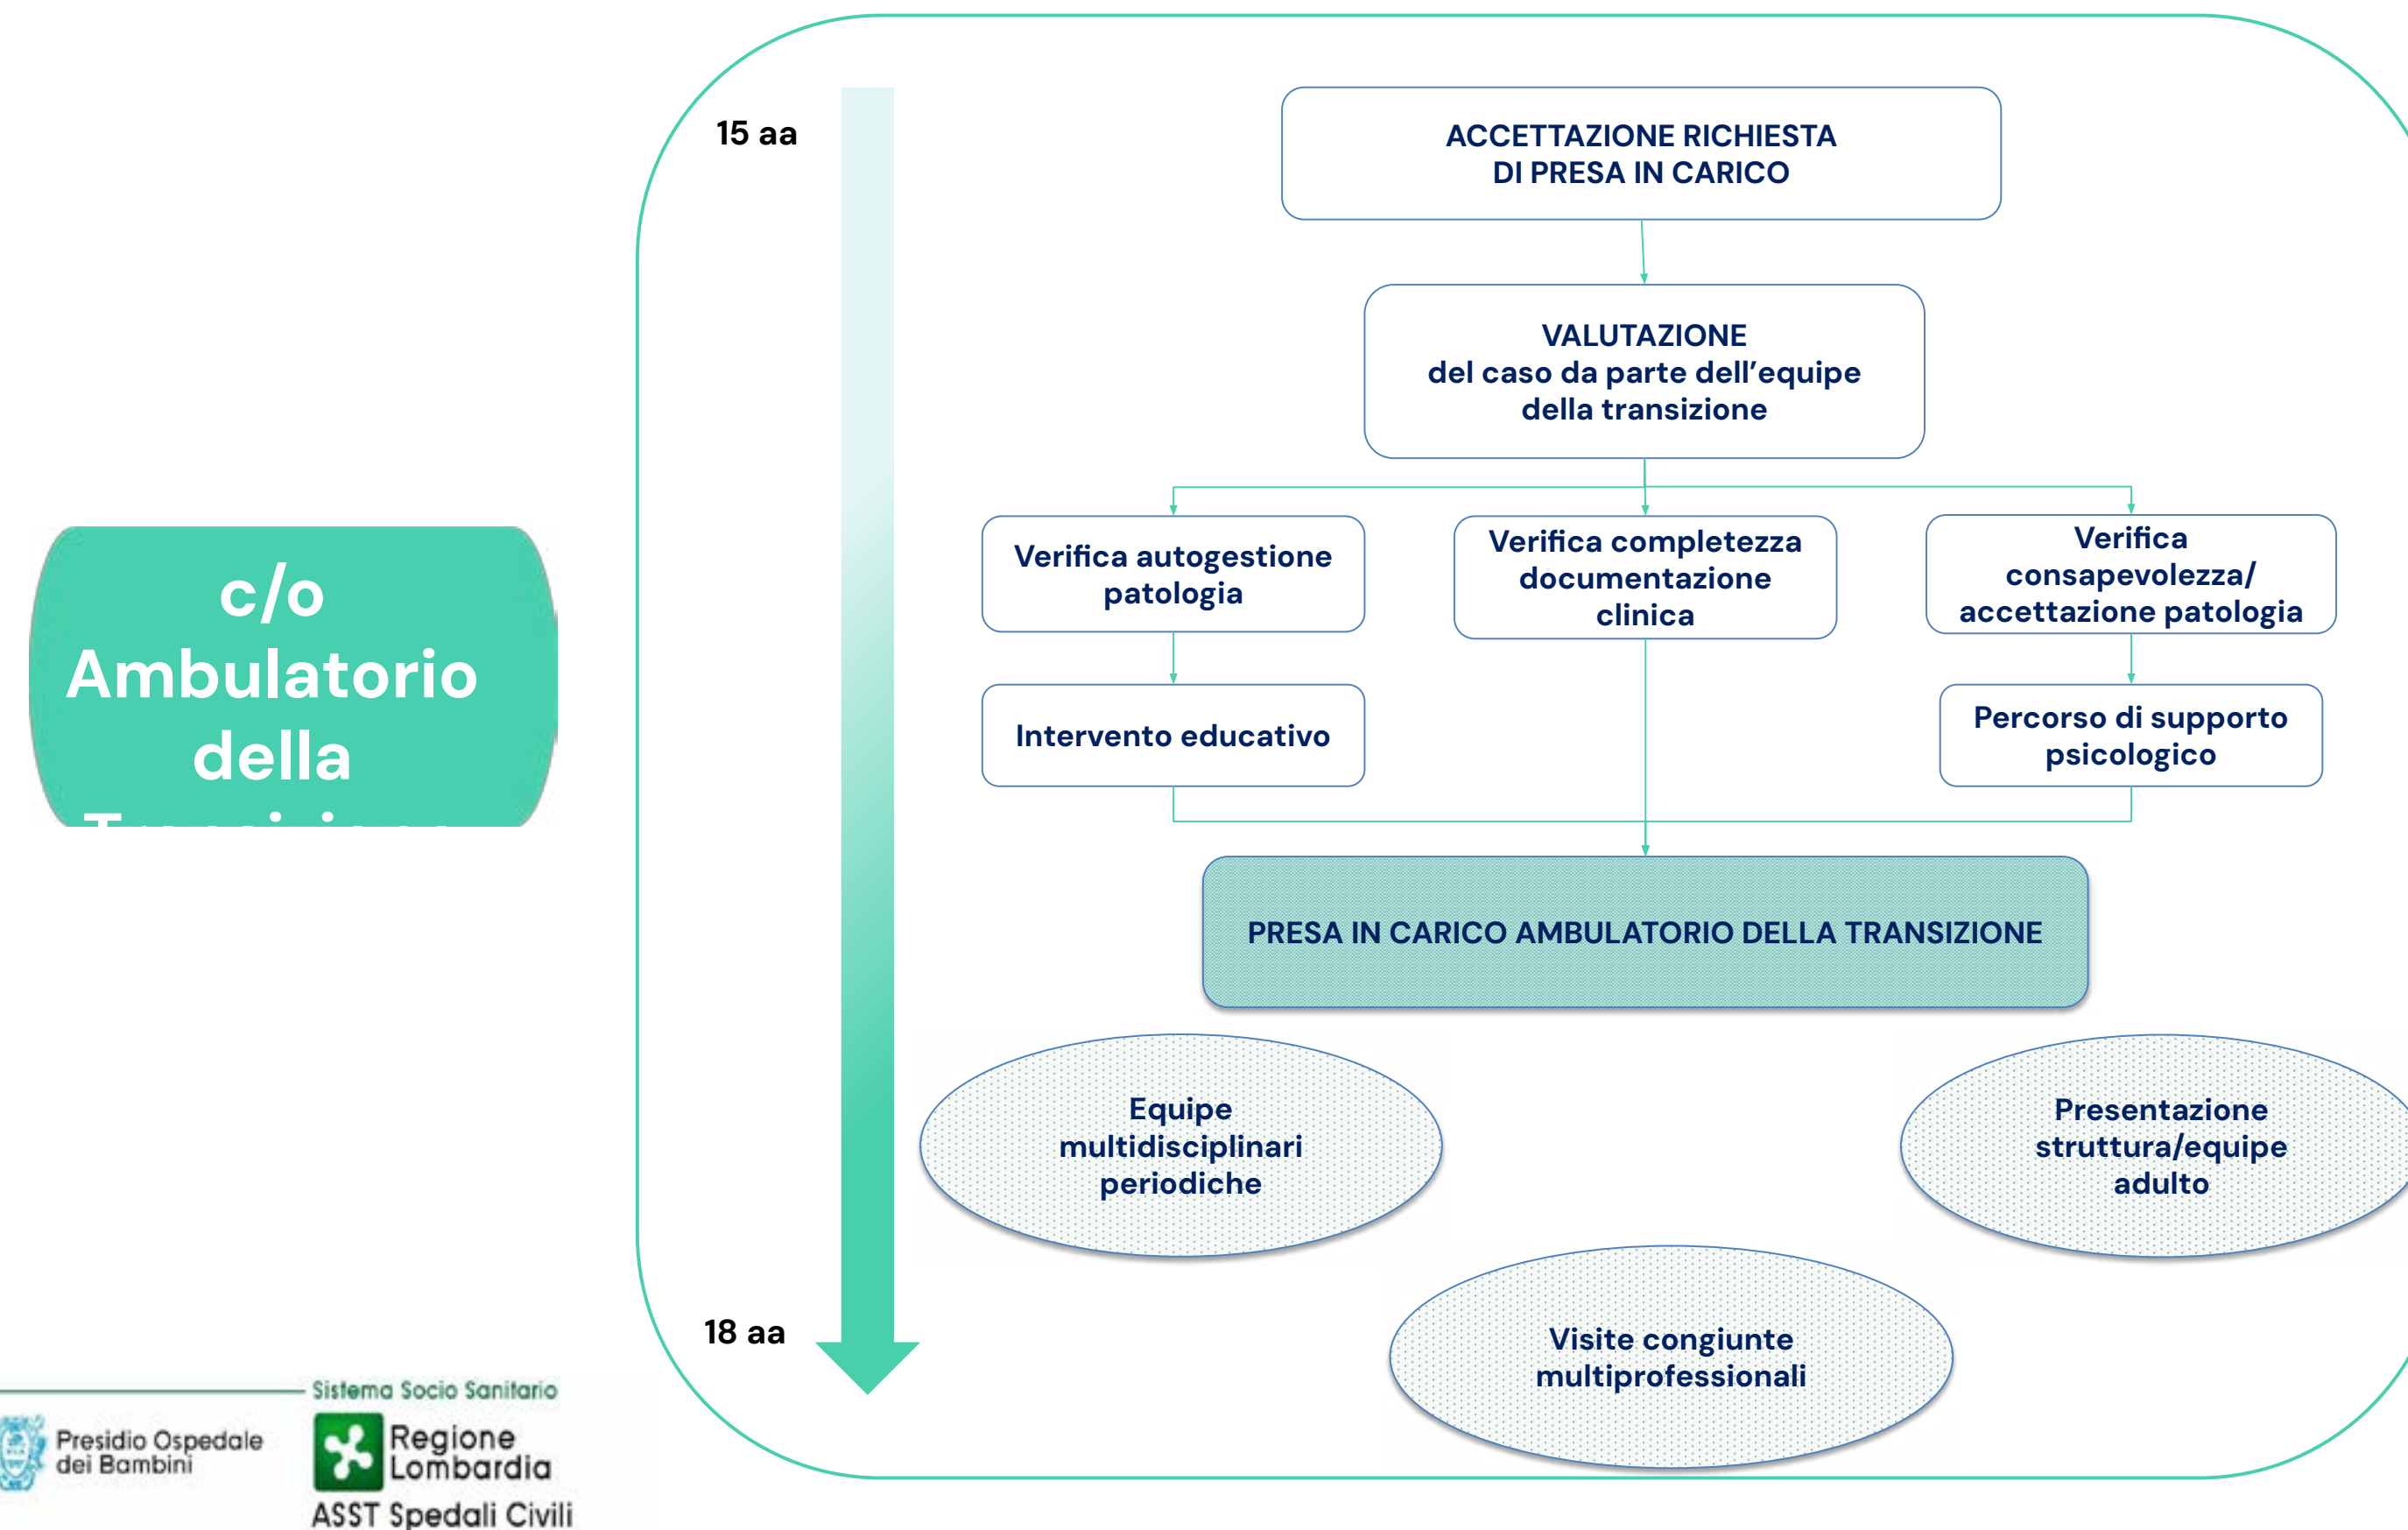 15 aa
ACCETTAZIONE RICHIESTA
DI PRESA IN CARICO
VALUTAZIONE
del caso da parte dell’equipe
della transizione
Verifica autogestione
patologia
Verifica completezza
documentazione
clinica
Verifica
consapevolezza/
accettazione patologia
c/o
Ambulatorio
della
Intervento educativo
Percorso di supporto
psicologico
PRESA IN CARICO AMBULATORIO DELLA TRANSIZIONE
Equipe
multidisciplinari
periodiche
Presentazione
struttura/equipe
adulto
Visite congiunte
multiprofessionali
18 aa
Sistema Socio Sanitario
Presidio Ospedale
dei Bambini
Regione
Lombardia
ASST Spedali Civili